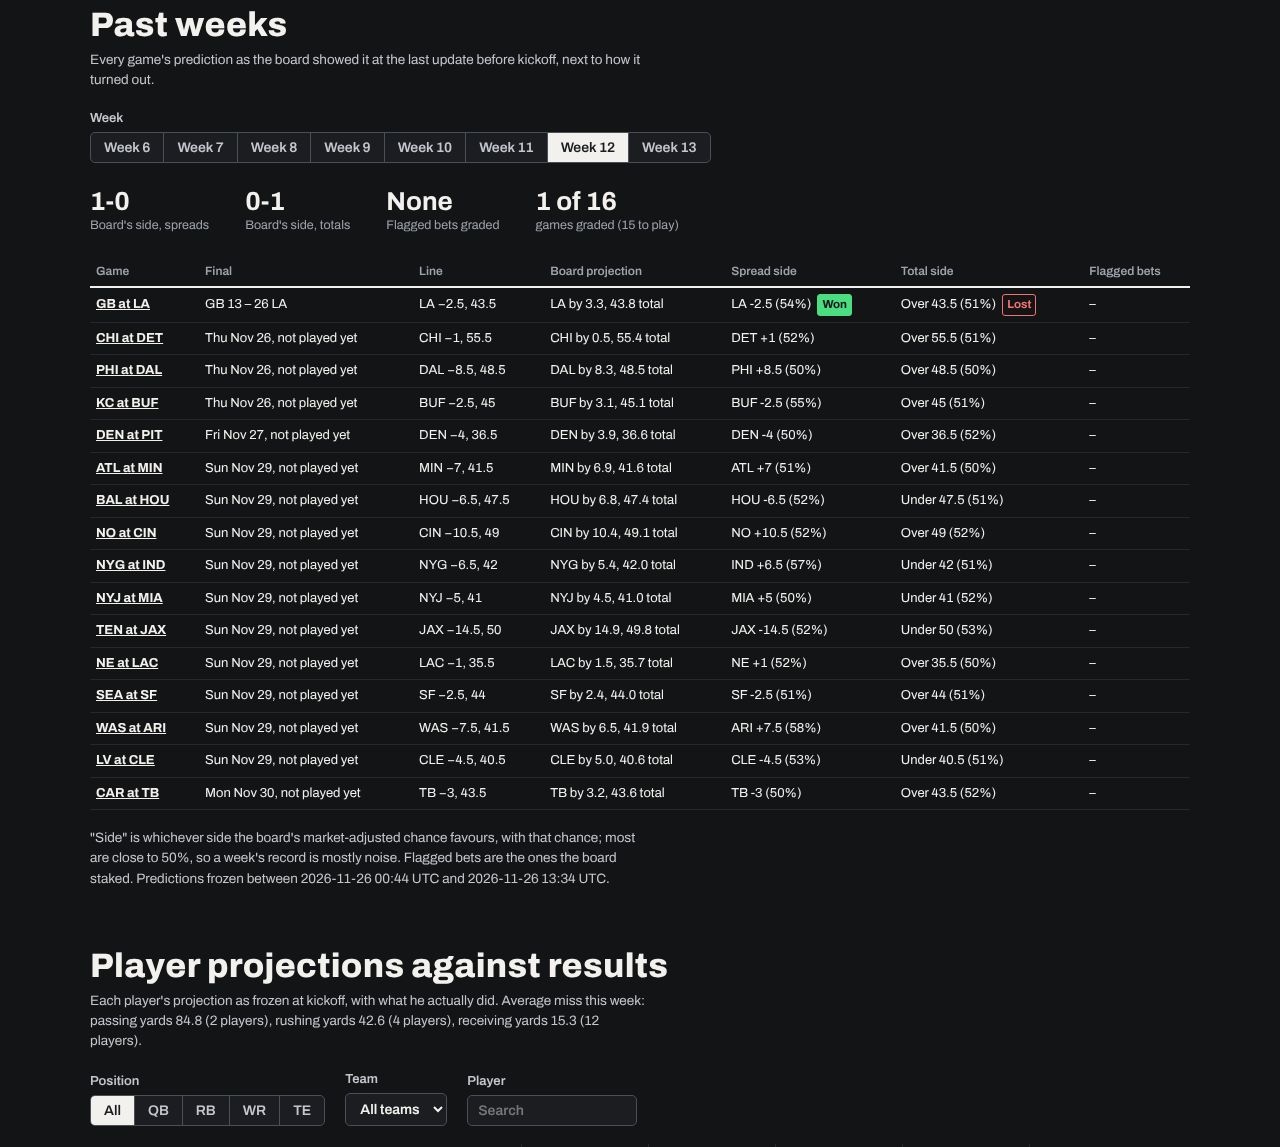 Past weeks
Every game's prediction as the board showed it at the last update before kickoff, next to how it
turned out.
Week
Week 6 Week 7 Week 8 Week 9 Week 10 Week 11 Week 12 Week 13
1-0 0-1 None 1 of 16
Board's side, spreads Board's side, totals Flagged bets graded games graded (15 to play)
Game Final Line Board projection Spread side Total side Flagged bets
GB at LA GB 13 – 26 LA LA −2.5, 43.5 LA by 3.3, 43.8 total LA -2.5 (54%) Won Over 43.5 (51%) Lost –
CHI at DET Thu Nov 26, not played yet CHI −1, 55.5 CHI by 0.5, 55.4 total DET +1 (52%) Over 55.5 (51%) –
PHI at DAL Thu Nov 26, not played yet DAL −8.5, 48.5 DAL by 8.3, 48.5 total PHI +8.5 (50%) Over 48.5 (50%) –
KC at BUF Thu Nov 26, not played yet BUF −2.5, 45 BUF by 3.1, 45.1 total BUF -2.5 (55%) Over 45 (51%) –
DEN at PIT Fri Nov 27, not played yet DEN −4, 36.5 DEN by 3.9, 36.6 total DEN -4 (50%) Over 36.5 (52%) –
ATL at MIN Sun Nov 29, not played yet MIN −7, 41.5 MIN by 6.9, 41.6 total ATL +7 (51%) Over 41.5 (50%) –
BAL at HOU Sun Nov 29, not played yet HOU −6.5, 47.5 HOU by 6.8, 47.4 total HOU -6.5 (52%) Under 47.5 (51%) –
NO at CIN Sun Nov 29, not played yet CIN −10.5, 49 CIN by 10.4, 49.1 total NO +10.5 (52%) Over 49 (52%) –
NYG at IND Sun Nov 29, not played yet NYG −6.5, 42 NYG by 5.4, 42.0 total IND +6.5 (57%) Under 42 (51%) –
NYJ at MIA Sun Nov 29, not played yet NYJ −5, 41 NYJ by 4.5, 41.0 total MIA +5 (50%) Under 41 (52%) –
TEN at JAX Sun Nov 29, not played yet JAX −14.5, 50 JAX by 14.9, 49.8 total JAX -14.5 (52%) Under 50 (53%) –
NE at LAC Sun Nov 29, not played yet LAC −1, 35.5 LAC by 1.5, 35.7 total NE +1 (52%) Over 35.5 (50%) –
SEA at SF Sun Nov 29, not played yet SF −2.5, 44 SF by 2.4, 44.0 total SF -2.5 (51%) Over 44 (51%) –
WAS at ARI Sun Nov 29, not played yet WAS −7.5, 41.5 WAS by 6.5, 41.9 total ARI +7.5 (58%) Over 41.5 (50%) –
LV at CLE Sun Nov 29, not played yet CLE −4.5, 40.5 CLE by 5.0, 40.6 total CLE -4.5 (53%) Under 40.5 (51%) –
CAR at TB Mon Nov 30, not played yet TB −3, 43.5 TB by 3.2, 43.6 total TB -3 (50%) Over 43.5 (52%) –
"Side" is whichever side the board's market-adjusted chance favours, with that chance; most
are close to 50%, so a week's record is mostly noise. Flagged bets are the ones the board
staked. Predictions frozen between 2026-11-26 00:44 UTC and 2026-11-26 13:34 UTC.
Player projections against results
Each player's projection as frozen at kickoff, with what he actually did. Average miss this week:
passing yards 84.8 (2 players), rushing yards 42.6 (4 players), receiving yards 15.3 (12
players).
Position Team Player
All QB RB WR TE All teams Search